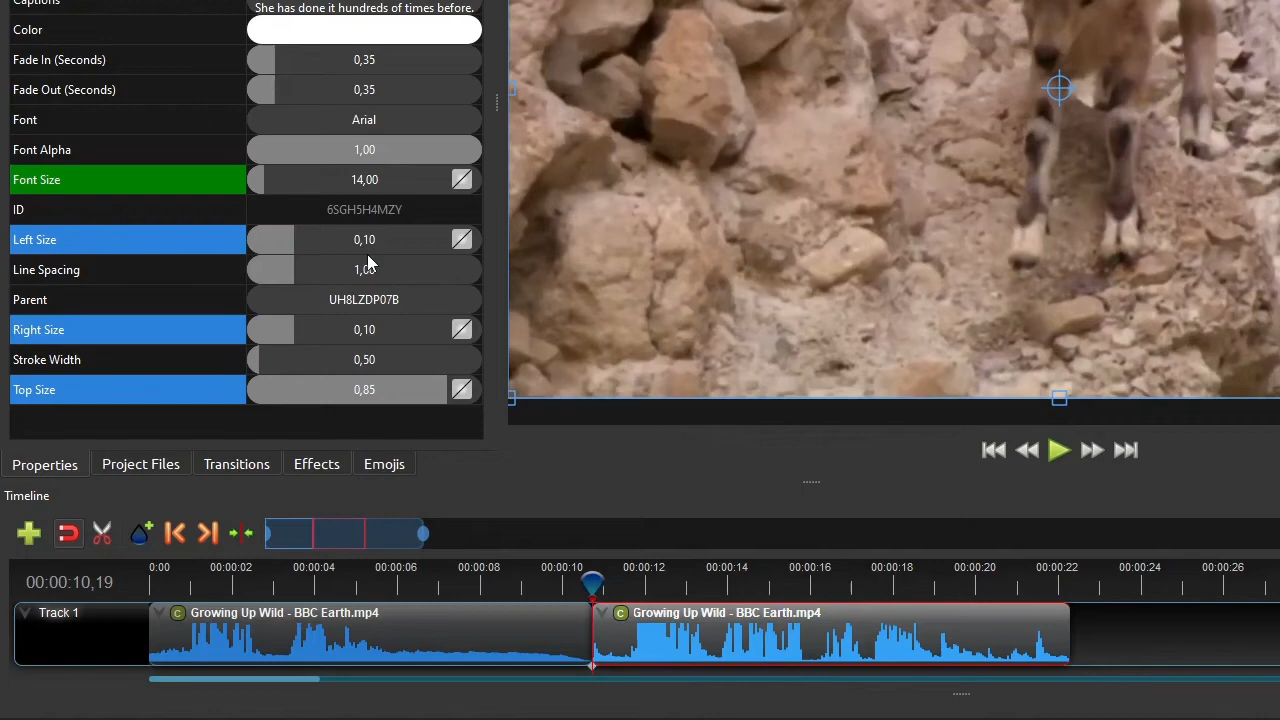 Captions
She has done it hundreds of times before.
Color
Fade In (Seconds) 0,35
Fade Out (Seconds) 0,35
Font Arial
Font Alpha 1,00
Font Size 14,00
ID 6SGH5H4MZY
Left Size 0,10
Line Spacing 1,00
Parent UH8LZDP07B
Right Size 0,10
Stroke Width 0,50
Top Size 0,85
Properties Project Files Transitions Effects Emojis
Timeline
00:00:10,19 0:00 00:00:02 00:00:04 00:00:06 00:00:08 00:00:10 00:00:12 00:00:14 00:00:16 00:00:18 00:00:20 00:00:22 00:00:26
Track 1 C Growing Up Wild - BBC Earth.mp4 C Growing Up Wild - BBC Earth.mp4